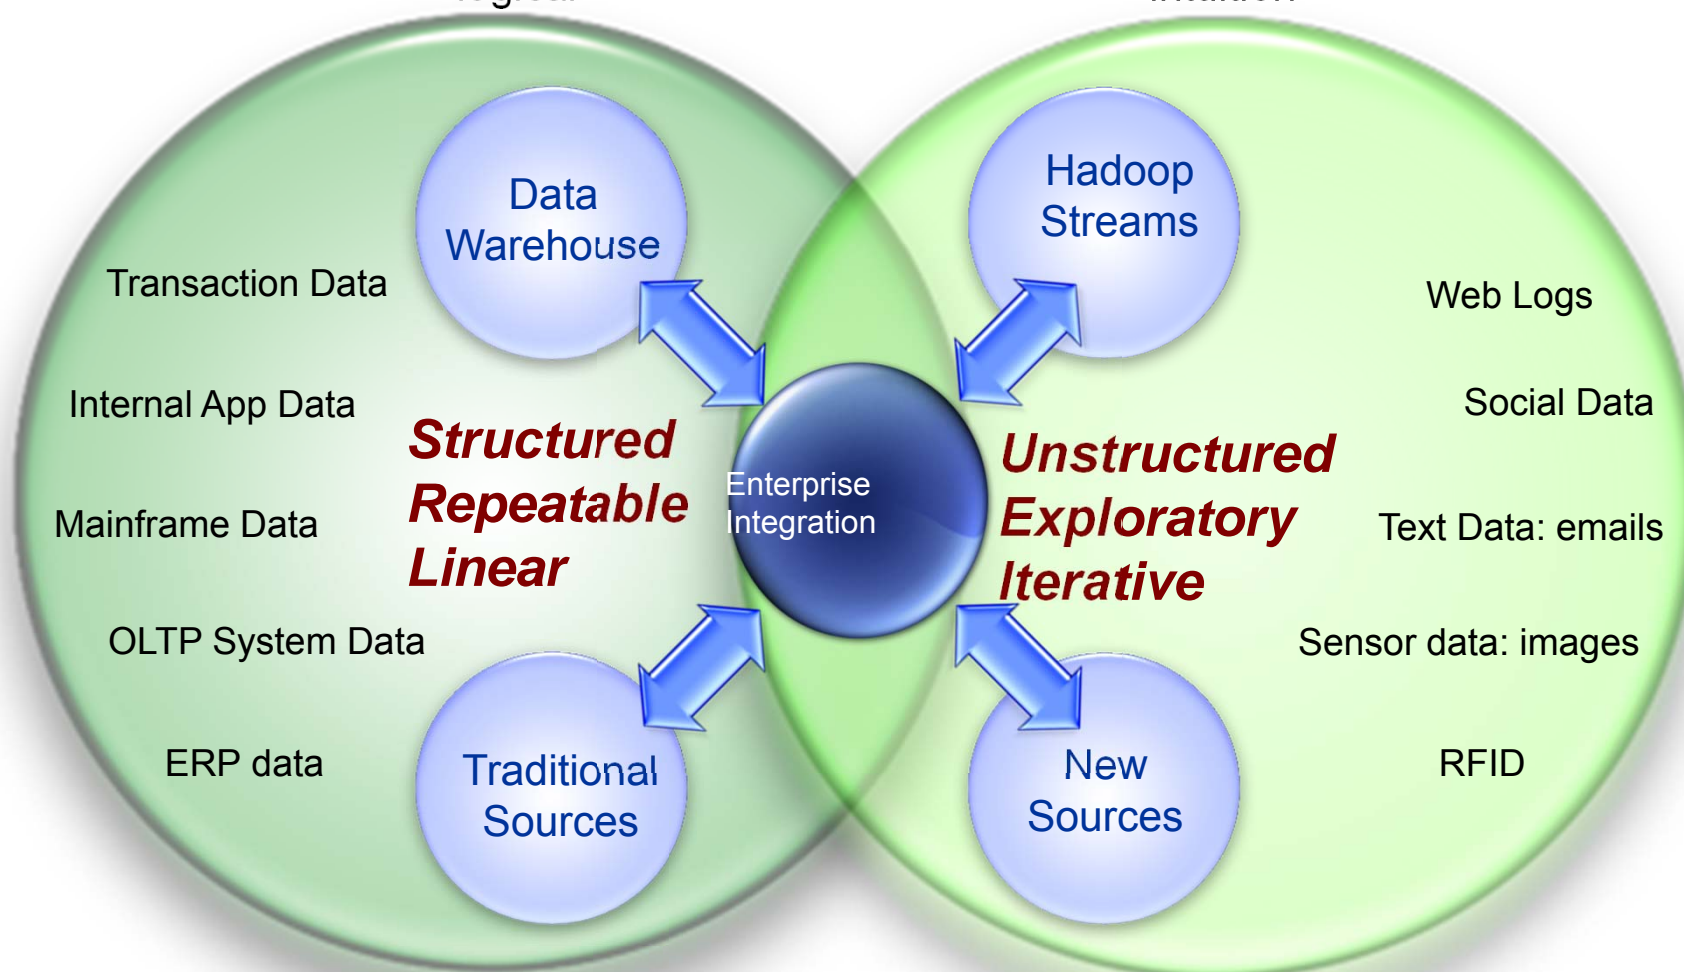 Data
Warehouse
Hadoop
Streams
Transaction Data
Web Logs
Internal App Data
Social Data
Structured
Repeatable
Linear
Enterprise
Integration
Unstructured
Exploratory
Iterative
Mainframe Data
Text Data: emails
OLTP System Data
Sensor data: images
ERP data
Traditional
Sources
New
Sources
RFID